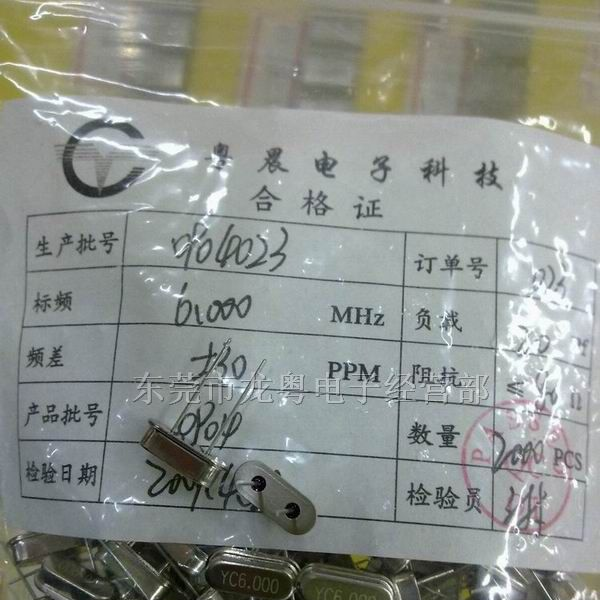 粤晨电子科技
合格证
生产批号 订单号
标频 6.000 MHz 负载
频差 ±30 PPM 阻抗 Ω
东莞市龙粤电子经营部
产品批号 数量 2000 PCS
检验日期 检验员
YC6.000
YC6.000